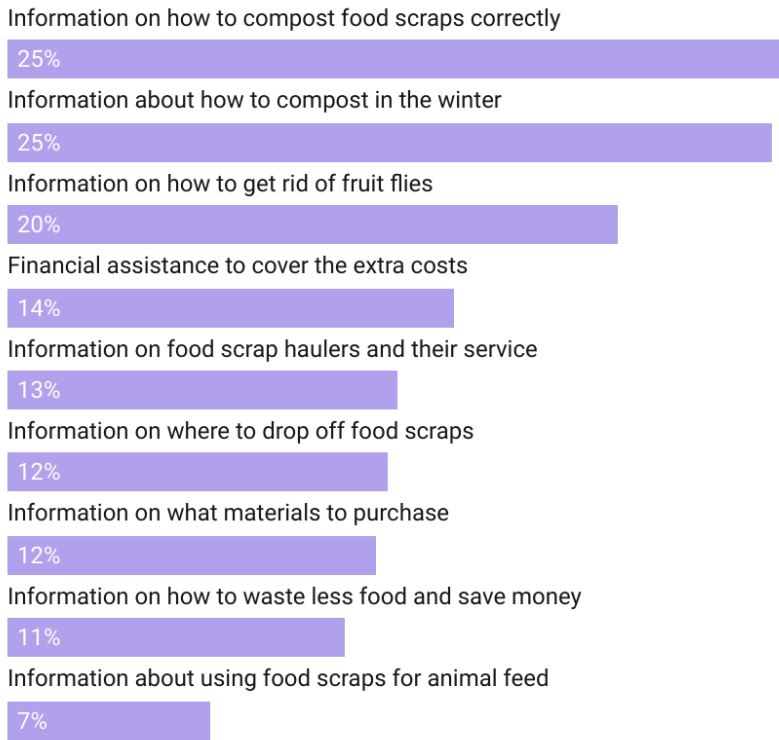 Information on how to compost food scraps correctly
25%
Information about how to compost in the winter
25%
Information on how to get rid of fruit flies
20%
Financial assistance to cover the extra costs
14%
Information on food scrap haulers and their service
13%
Information on where to drop off food scraps
12%
Information on what materials to purchase
12%
Information on how to waste less food and save money
11%
Information about using food scraps for animal feed
7%